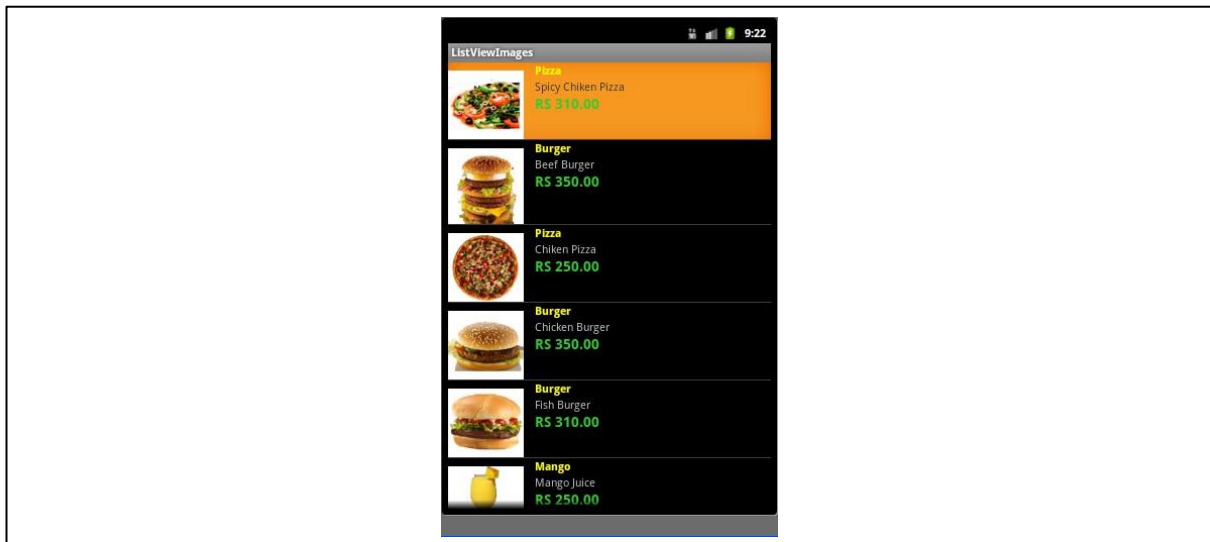 9:22
ListViewImages
Pizza
Spicy Chiken Pizza
RS 310.00
Burger
Beef Burger
RS 350.00
Pizza
Chiken Pizza
RS 250.00
Burger
Chicken Burger
RS 350.00
Burger
Fish Burger
RS 310.00
Mango
Mango Juice
RS 250.00